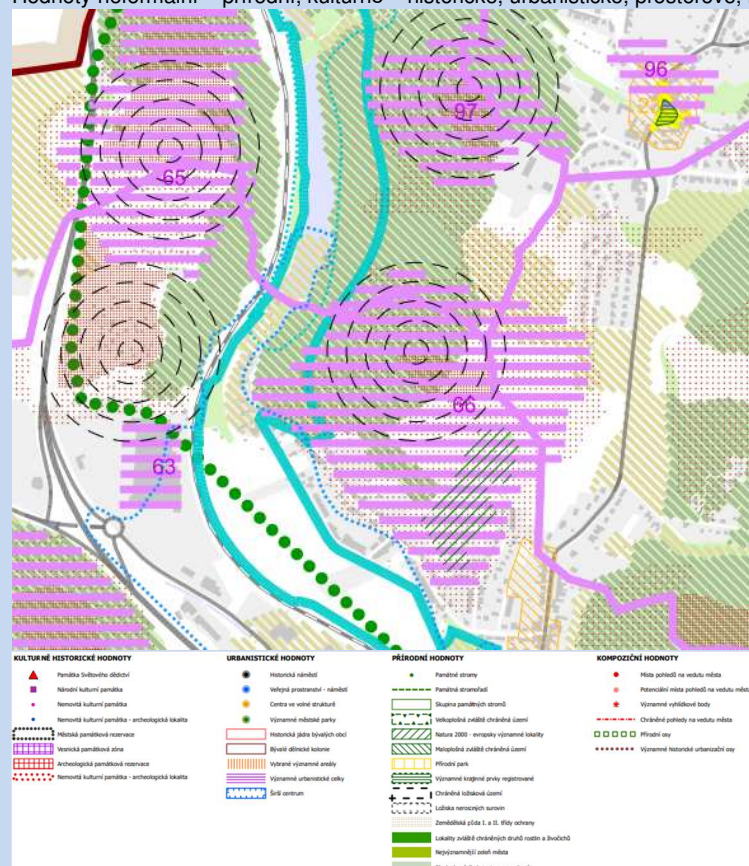 Hodnoty neformální – přírodní, kulturně – historické, urbanistické, prostorové,
96
97
65
66
63
KULTURNĚ HISTORICKÉ HODNOTY
Památka Světového dědictví
Národní kulturní památka
Nemovitá kulturní památka
Nemovitá kulturní památka - archeologická lokalita
Městská památková rezervace
Vesnická památková zóna
Archeologická památková rezervace
Nemovitá kulturní památka - archeologická lokalita
URBANISTICKÉ HODNOTY
Historická náměstí
Veřejná prostranství - náměstí
Centra ve volné struktuře
Významné městské parky
Historická jádra bývalých obcí
Bývalé dělnické kolonie
Vybrané významné areály
Významné urbanistické celky
Širší centrum
PŘÍRODNÍ HODNOTY
Památné stromy
Památná stromořadí
Skupina památných stromů
Velkoplošná zvláště chráněná území
Natura 2000 - evropsky významné lokality
Maloplošná zvláště chráněná území
Přírodní park
Významné krajinné prvky registrované
Chráněná ložisková území
Ložiska nerostných surovin
Zemědělská půda I. a II. třídy ochrany
Lokality zvláště chráněných druhů rostlin a živočichů
Nejvýznamnější zeleň města
KOMPOZIČNÍ HODNOTY
Místa pohledů na vedutu města
Potenciální místa pohledů na vedutu města
Významné vyhlídkové body
Chráněné pohledy na vedutu města
Přírodní osy
Významné historické urbanizační osy